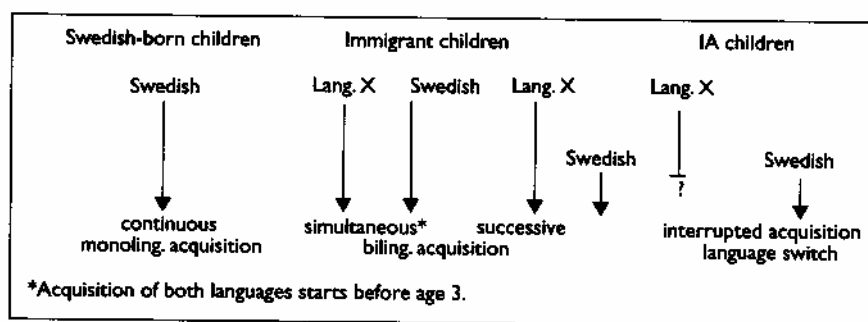 Swedish-born children Immigrant children IA children
Swedish Lang. X Swedish Lang. X Lang. X
Swedish Swedish
?
continuous simultaneous* successive interrupted acquisition
monoling. acquisition biling. acquisition language switch
*Acquisition of both languages starts before age 3.